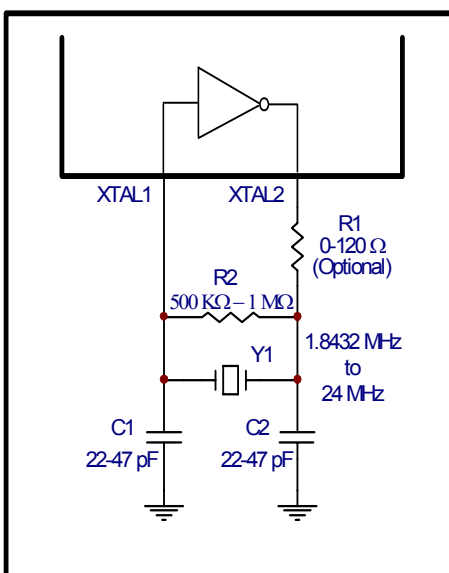 XTAL1
XTAL2
R1
0-120 Ω
(Optional)
R2
500 KΩ – 1 MΩ
Y1
1.8432 MHz
to
24 MHz
C1
22-47 pF
C2
22-47 pF